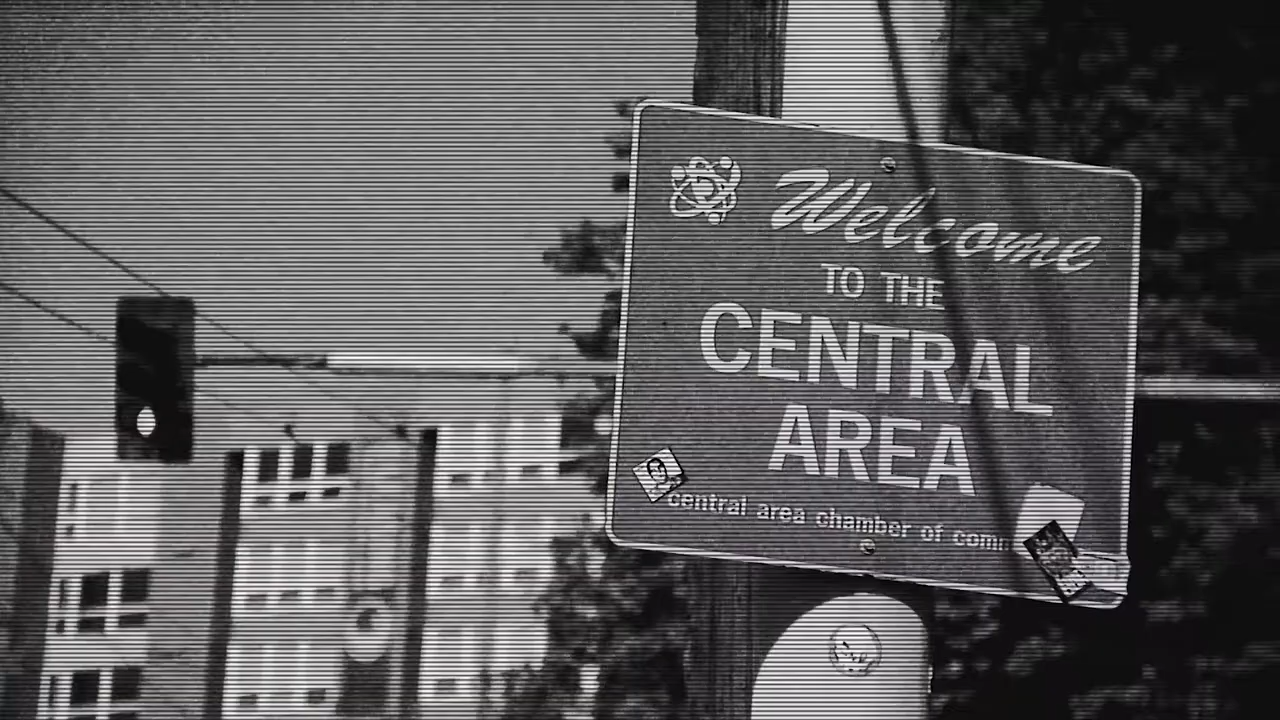 Welcome
TO THE
CENTRAL
AREA
central area chamber of comm